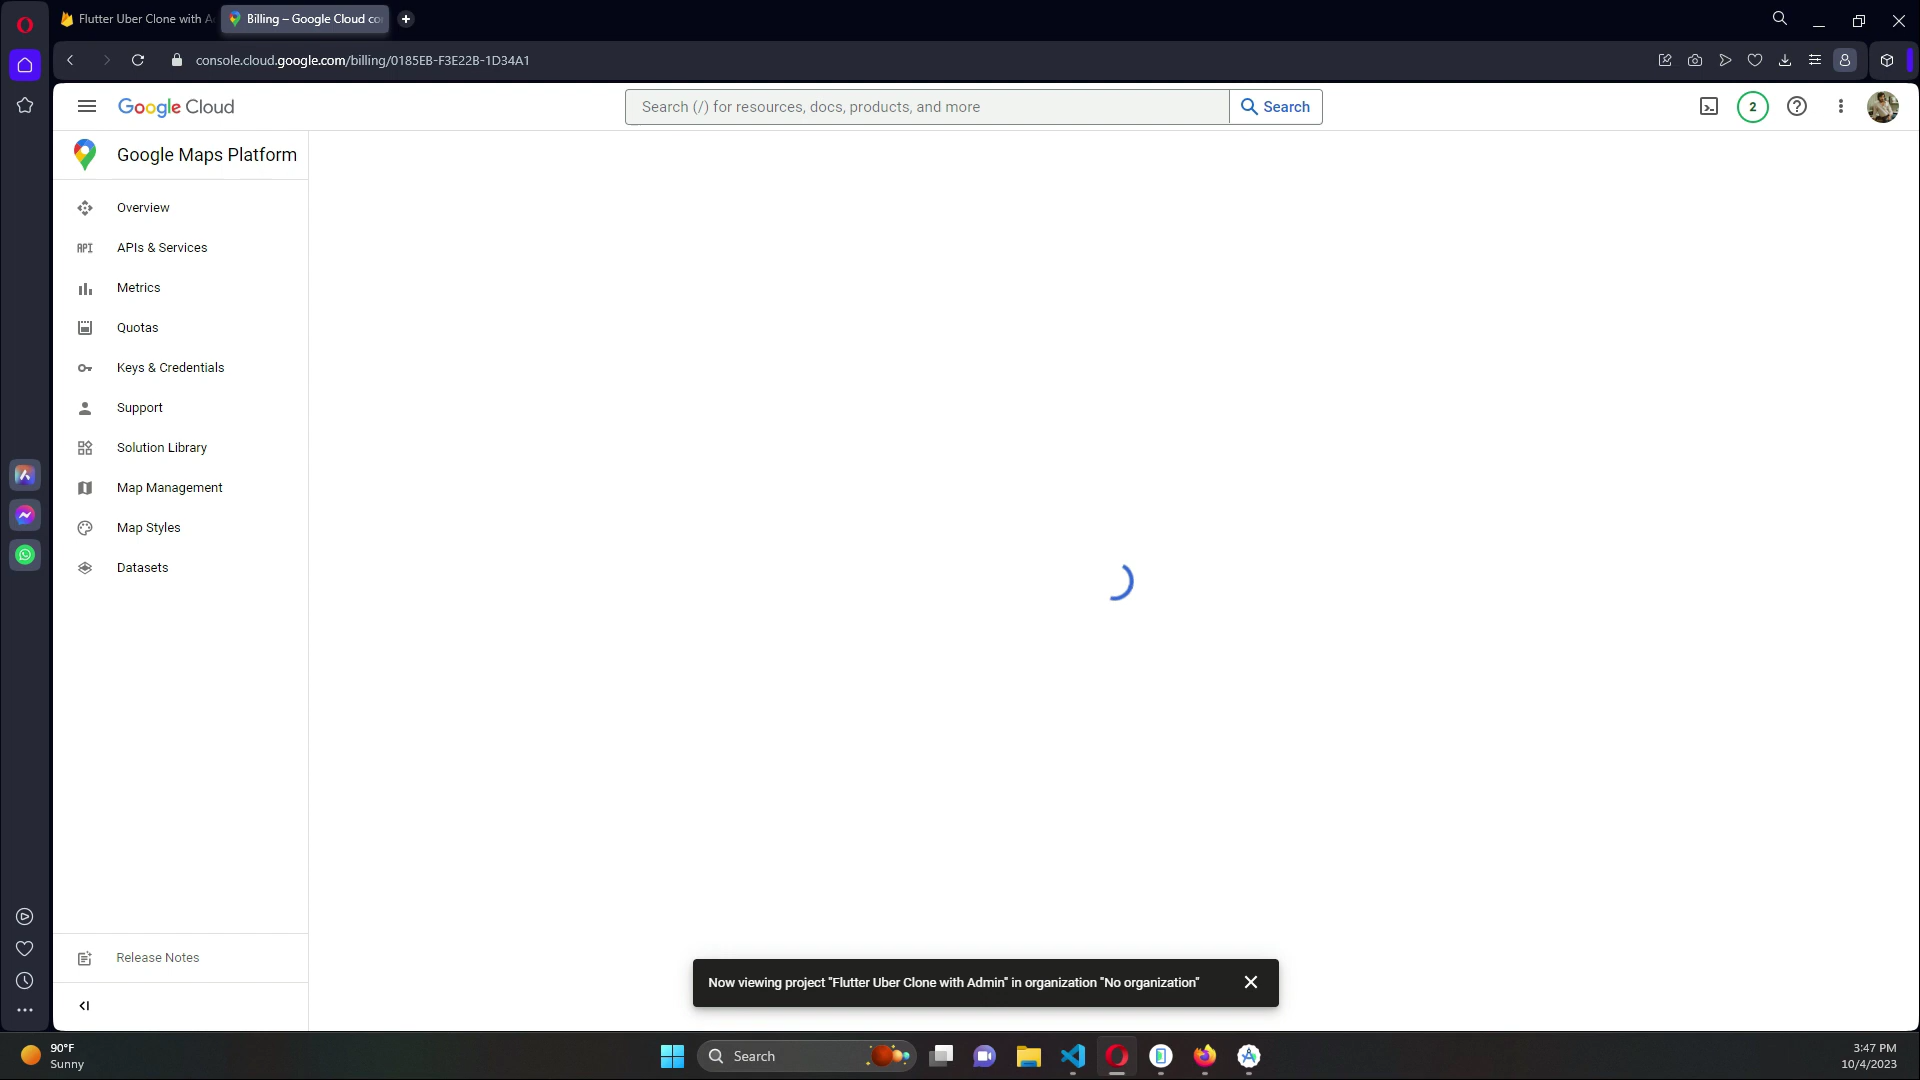 Flutter Uber Clone with A
Billing – Google Cloud co
console.cloud.google.com/billing/0185EB-F3E22B-1D34A1
Google Cloud
Search (/) for resources, docs, products, and more
Search
2
Google Maps Platform
Overview
API
APIs & Services
Metrics
Quotas
Keys & Credentials
Support
Solution Library
Map Management
Map Styles
Datasets
Release Notes
Now viewing project "Flutter Uber Clone with Admin" in organization "No organization"
90°F
Sunny
Search
3:47 PM
10/4/2023